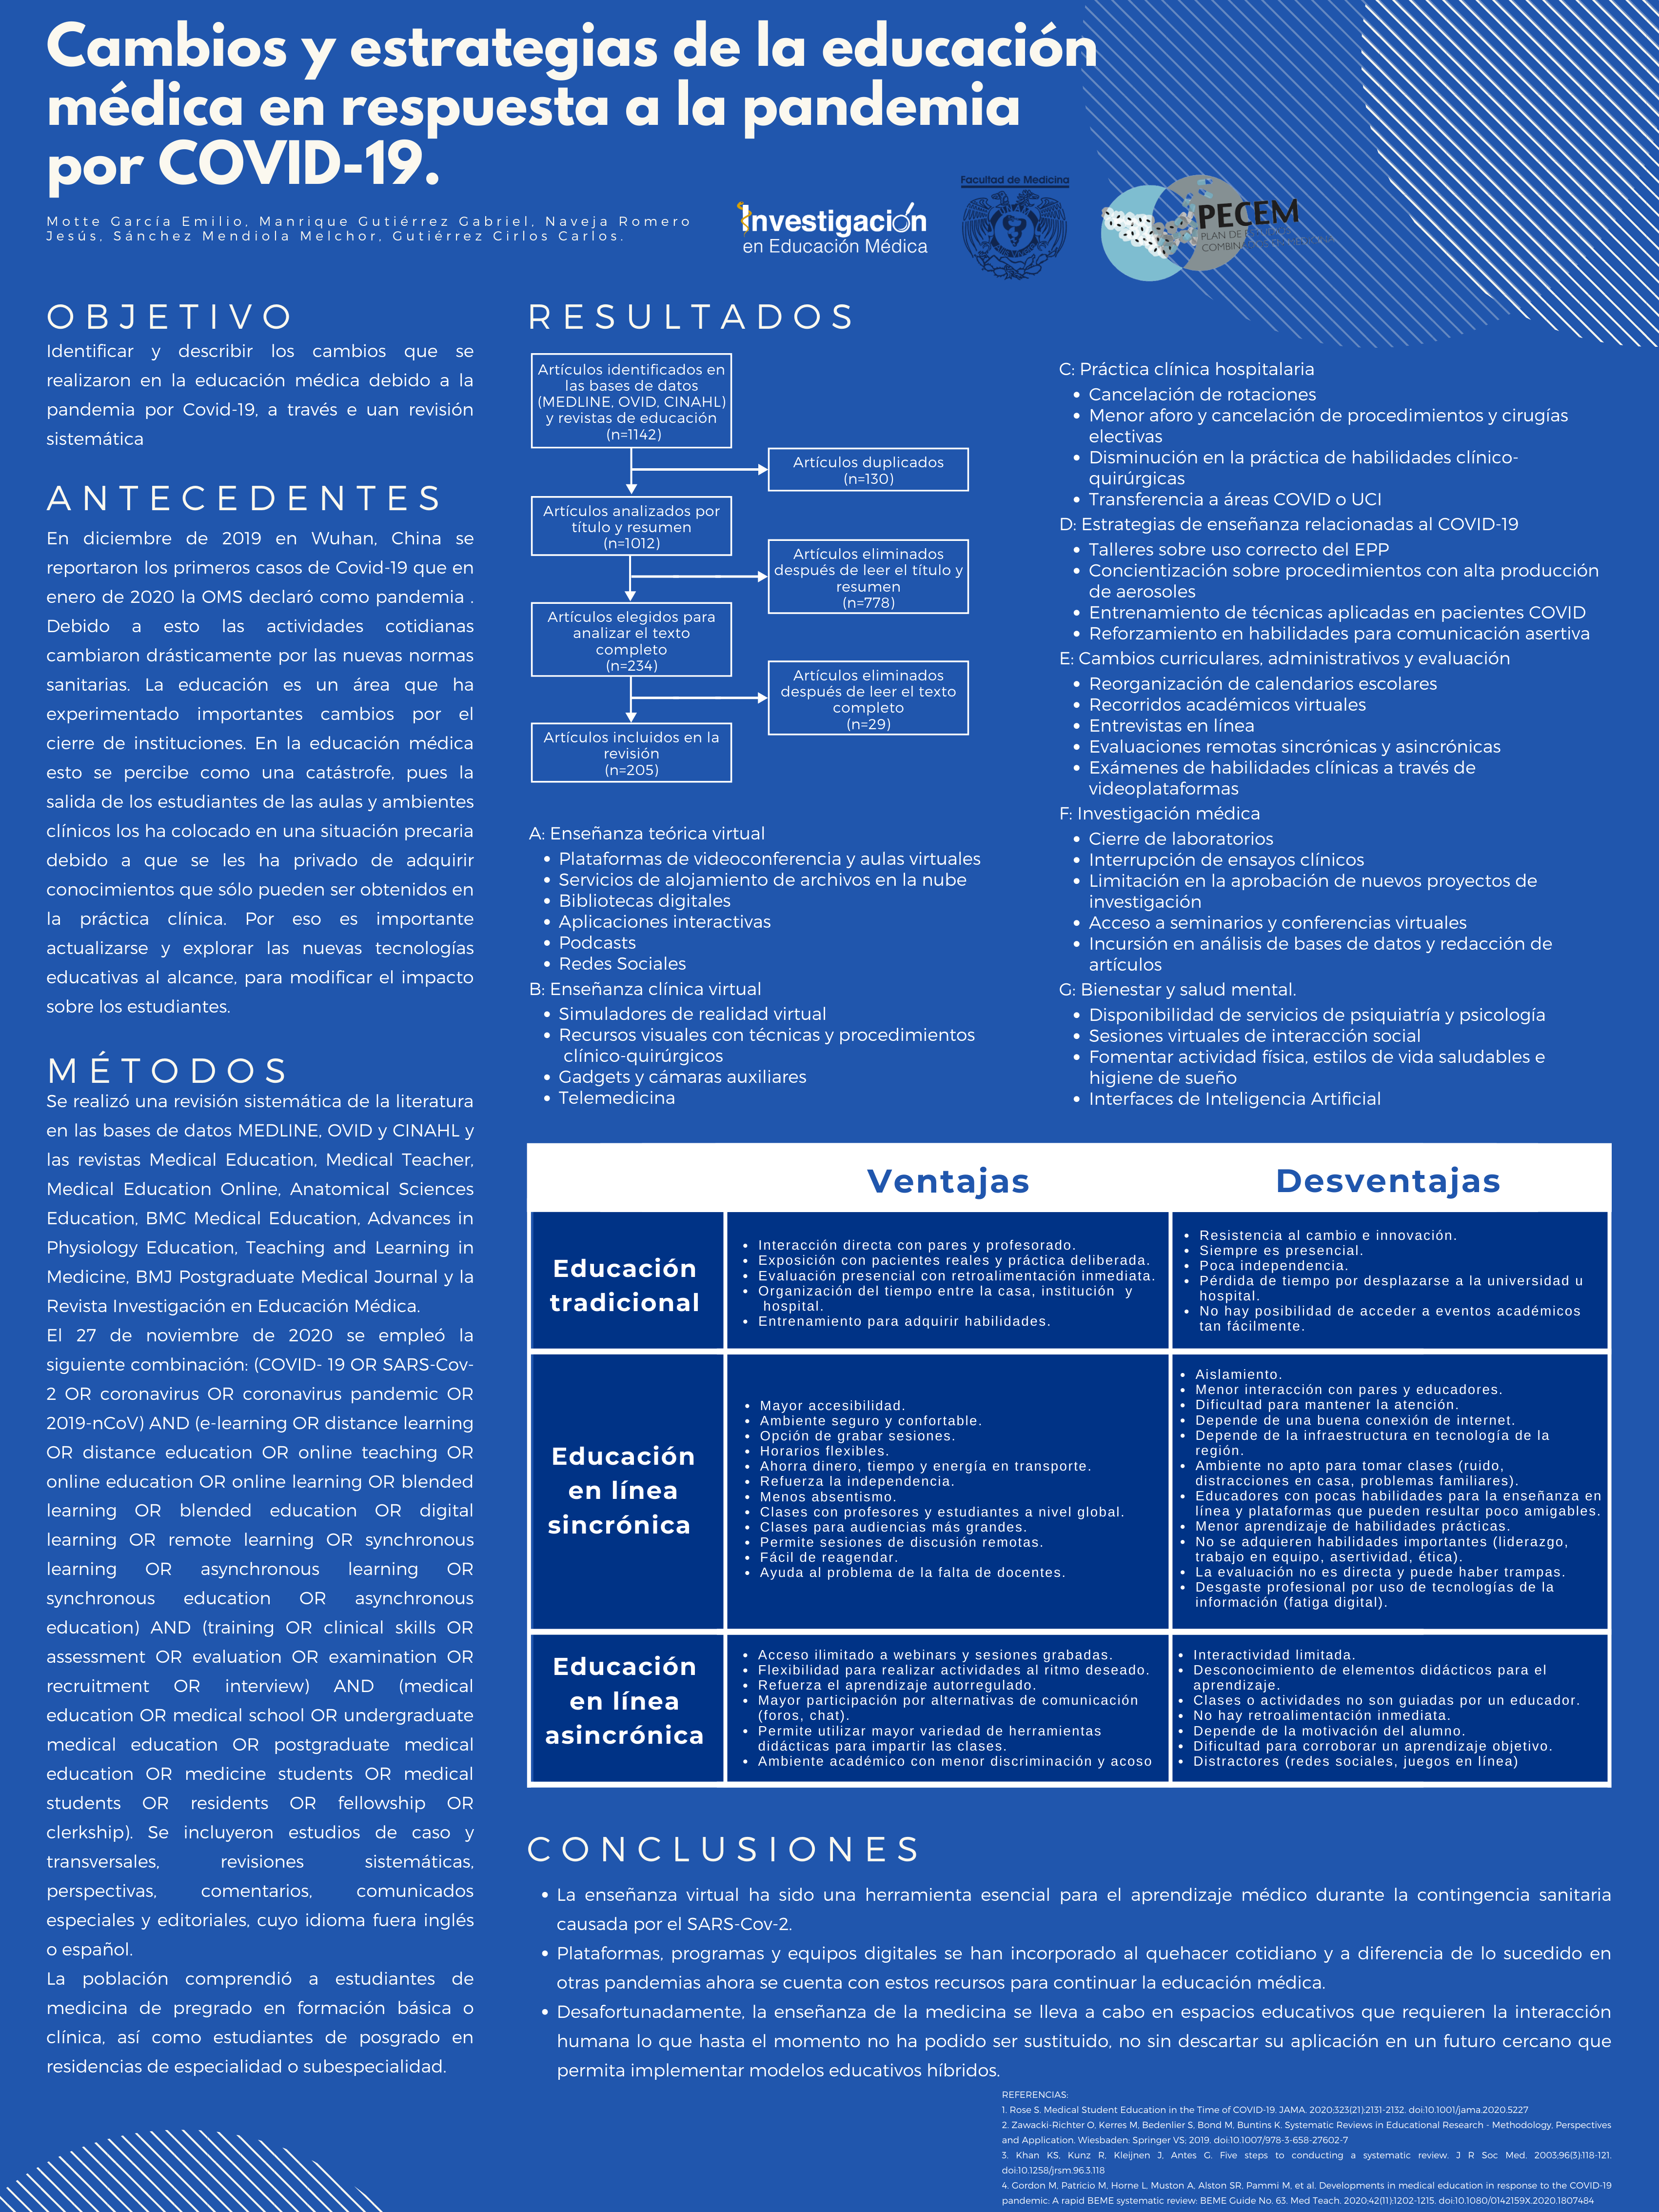 Cambios y estrategias de la educación
médica en respuesta a la pandemia
por COVID-19.
Motte García Emilio, Manrique Gutiérrez Gabriel, Naveja Romero
Jesús, Sánchez Mendiola Melchor, Gutiérrez Cirlos Carlos.
Investigación
en Educación Médica
Facultad de Medicina
PECEM
OBJETIVO
Identificar y describir los cambios que se
realizaron en la educación médica debido a la
pandemia por Covid-19, a través e uan revisión
sistemática
ANTECEDENTES
En diciembre de 2019 en Wuhan, China se
reportaron los primeros casos de Covid-19 que en
enero de 2020 la OMS declaró como pandemia .
Debido a esto las actividades cotidianas
cambiaron drásticamente por las nuevas normas
sanitarias. La educación es un área que ha
experimentado importantes cambios por el
cierre de instituciones. En la educación médica
esto se percibe como una catástrofe, pues la
salida de los estudiantes de las aulas y ambientes
clínicos los ha colocado en una situación precaria
debido a que se les ha privado de adquirir
conocimientos que sólo pueden ser obtenidos en
la práctica clínica. Por eso es importante
actualizarse y explorar las nuevas tecnologías
educativas al alcance, para modificar el impacto
sobre los estudiantes.
MÉTODOS
Se realizó una revisión sistemática de la literatura
en las bases de datos MEDLINE, OVID y CINAHL y
las revistas Medical Education, Medical Teacher,
Medical Education Online, Anatomical Sciences
Education, BMC Medical Education, Advances in
Physiology Education, Teaching and Learning in
Medicine, BMJ Postgraduate Medical Journal y la
Revista Investigación en Educación Médica.
El 27 de noviembre de 2020 se empleó la
siguiente combinación: (COVID- 19 OR SARS-Cov-
2 OR coronavirus OR coronavirus pandemic OR
2019-nCoV) AND (e-learning OR distance learning
OR distance education OR online teaching OR
online education OR online learning OR blended
learning OR blended education OR digital
learning OR remote learning OR synchronous
learning OR asynchronous learning OR
synchronous education OR asynchronous
education) AND (training OR clinical skills OR
assessment OR evaluation OR examination OR
recruitment OR interview) AND (medical
education OR medical school OR undergraduate
medical education OR postgraduate medical
education OR medicine students OR medical
students OR residents OR fellowship OR
clerkship). Se incluyeron estudios de caso y
transversales, revisiones sistemáticas,
perspectivas, comentarios, comunicados
especiales y editoriales, cuyo idioma fuera inglés
o español.
La población comprendió a estudiantes de
medicina de pregrado en formación básica o
clínica, así como estudiantes de posgrado en
residencias de especialidad o subespecialidad.
RESULTADOS
Artículos identificados en
las bases de datos
(MEDLINE, OVID, CINAHL)
y revistas de educación
(n=1142)
Artículos duplicados
(n=130)
Artículos analizados por
título y resumen
(n=1012)
Artículos eliminados
después de leer el título y
resumen
(n=778)
Artículos elegidos para
analizar el texto
completo
(n=234)
Artículos eliminados
después de leer el texto
completo
(n=29)
Artículos incluidos en la
revisión
(n=205)
A: Enseñanza teórica virtual
• Plataformas de videoconferencia y aulas virtuales
• Servicios de alojamiento de archivos en la nube
• Bibliotecas digitales
• Aplicaciones interactivas
• Podcasts
• Redes Sociales
B: Enseñanza clínica virtual
• Simuladores de realidad virtual
• Recursos visuales con técnicas y procedimientos
clínico-quirúrgicos
• Gadgets y cámaras auxiliares
• Telemedicina
C: Práctica clínica hospitalaria
• Cancelación de rotaciones
• Menor aforo y cancelación de procedimientos y cirugías
electivas
• Disminución en la práctica de habilidades clínico-
quirúrgicas
• Transferencia a áreas COVID o UCI
D: Estrategias de enseñanza relacionadas al COVID-19
• Talleres sobre uso correcto del EPP
• Concientización sobre procedimientos con alta producción
de aerosoles
• Entrenamiento de técnicas aplicadas en pacientes COVID
• Reforzamiento en habilidades para comunicación asertiva
E: Cambios curriculares, administrativos y evaluación
• Reorganización de calendarios escolares
• Recorridos académicos virtuales
• Entrevistas en línea
• Evaluaciones remotas sincrónicas y asincrónicas
• Exámenes de habilidades clínicas a través de
videoplataformas
F: Investigación médica
• Cierre de laboratorios
• Interrupción de ensayos clínicos
• Limitación en la aprobación de nuevos proyectos de
investigación
• Acceso a seminarios y conferencias virtuales
• Incursión en análisis de bases de datos y redacción de
artículos
G: Bienestar y salud mental.
• Disponibilidad de servicios de psiquiatría y psicología
• Sesiones virtuales de interacción social
• Fomentar actividad física, estilos de vida saludables e
higiene de sueño
• Interfaces de Inteligencia Artificial
Ventajas
Desventajas
Educación
tradicional
• Interacción directa con pares y profesorado.
• Exposición con pacientes reales y práctica deliberada.
• Evaluación presencial con retroalimentación inmediata.
• Organización del tiempo entre la casa, institución y
hospital.
• Entrenamiento para adquirir habilidades.
• Resistencia al cambio e innovación.
• Siempre es presencial.
• Poca independencia.
• Pérdida de tiempo por desplazarse a la universidad u
hospital.
• No hay posibilidad de acceder a eventos académicos
tan fácilmente.
Educación
en línea
sincrónica
• Mayor accesibilidad.
• Ambiente seguro y confortable.
• Opción de grabar sesiones.
• Horarios flexibles.
• Ahorra dinero, tiempo y energía en transporte.
• Refuerza la independencia.
• Menos absentismo.
• Clases con profesores y estudiantes a nivel global.
• Clases para audiencias más grandes.
• Permite sesiones de discusión remotas.
• Fácil de reagendar.
• Ayuda al problema de la falta de docentes.
• Aislamiento.
• Menor interacción con pares y educadores.
• Dificultad para mantener la atención.
• Depende de una buena conexión de internet.
• Depende de la infraestructura en tecnología de la
región.
• Ambiente no apto para tomar clases (ruido,
distracciones en casa, problemas familiares).
• Educadores con pocas habilidades para la enseñanza en
línea y plataformas que pueden resultar poco amigables.
• Menor aprendizaje de habilidades prácticas.
• No se adquieren habilidades importantes (liderazgo,
trabajo en equipo, asertividad, ética).
• La evaluación no es directa y puede haber trampas.
• Desgaste profesional por uso de tecnologías de la
información (fatiga digital).
Educación
en línea
asincrónica
• Acceso ilimitado a webinars y sesiones grabadas.
• Flexibilidad para realizar actividades al ritmo deseado.
• Refuerza el aprendizaje autorregulado.
• Mayor participación por alternativas de comunicación
(foros, chat).
• Permite utilizar mayor variedad de herramientas
didácticas para impartir las clases.
• Ambiente académico con menor discriminación y acoso
• Interactividad limitada.
• Desconocimiento de elementos didácticos para el
aprendizaje.
• Clases o actividades no son guiadas por un educador.
• No hay retroalimentación inmediata.
• Depende de la motivación del alumno.
• Dificultad para corroborar un aprendizaje objetivo.
• Distractores (redes sociales, juegos en línea)
CONCLUSIONES
• La enseñanza virtual ha sido una herramienta esencial para el aprendizaje médico durante la contingencia sanitaria
causada por el SARS-Cov-2.
• Plataformas, programas y equipos digitales se han incorporado al quehacer cotidiano y a diferencia de lo sucedido en
otras pandemias ahora se cuenta con estos recursos para continuar la educación médica.
• Desafortunadamente, la enseñanza de la medicina se lleva a cabo en espacios educativos que requieren la interacción
humana lo que hasta el momento no ha podido ser sustituido, no sin descartar su aplicación en un futuro cercano que
permita implementar modelos educativos híbridos.
REFERENCIAS:
1. Rose S. Medical Student Education in the Time of COVID-19. JAMA. 2020;323(21):2131-2132. doi:10.1001/jama.2020.5227
2. Zawacki-Richter O, Kerres M, Bedenlier S, Bond M, Buntins K. Systematic Reviews in Educational Research - Methodology, Perspectives
and Application. Wiesbaden: Springer VS; 2019. doi:10.1007/978-3-658-27602-7
3. Khan KS, Kunz R, Kleijnen J, Antes G. Five steps to conducting a systematic review. J R Soc Med. 2003;96(3):118-121.
doi:10.1258/jrsm.96.3.118
4. Gordon M, Patricio M, Horne L, Muston A, Alston SR, Pammi M, et al. Developments in medical education in response to the COVID-19
pandemic: A rapid BEME systematic review: BEME Guide No. 63. Med Teach. 2020;42(11):1202-1215. doi:10.1080/0142159X.2020.1807484